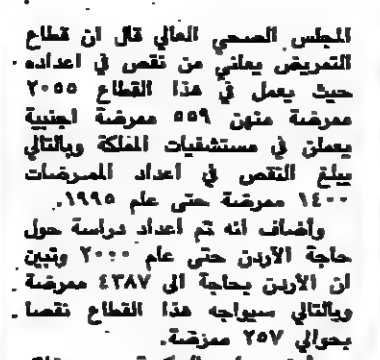 المجلس الصحي العالي قال ان قطاع
التمريض يعاني من نقص في اعداده
حيث يعمل في هذا القطاع ٢٠٥٥
ممرضة منهن ٥٥٩ ممرضة اجنبية
يعملن في مستشفيات المملكة وبالتالي
يبلغ النقص في اعداد الممرضات
١٤٠٠ ممرضة حتى عام ١٩٩٥.
وأضاف انه تم اعداد دراسة حول
حاجة الأردن حتى عام ٢٠٠٠ وتبين
ان الأردن بحاجة الى ٤٣٨٧ ممرضة
وبالتالي سيواجه هذا القطاع نقصا
بحوالي ٢٥٧ ممرضة.